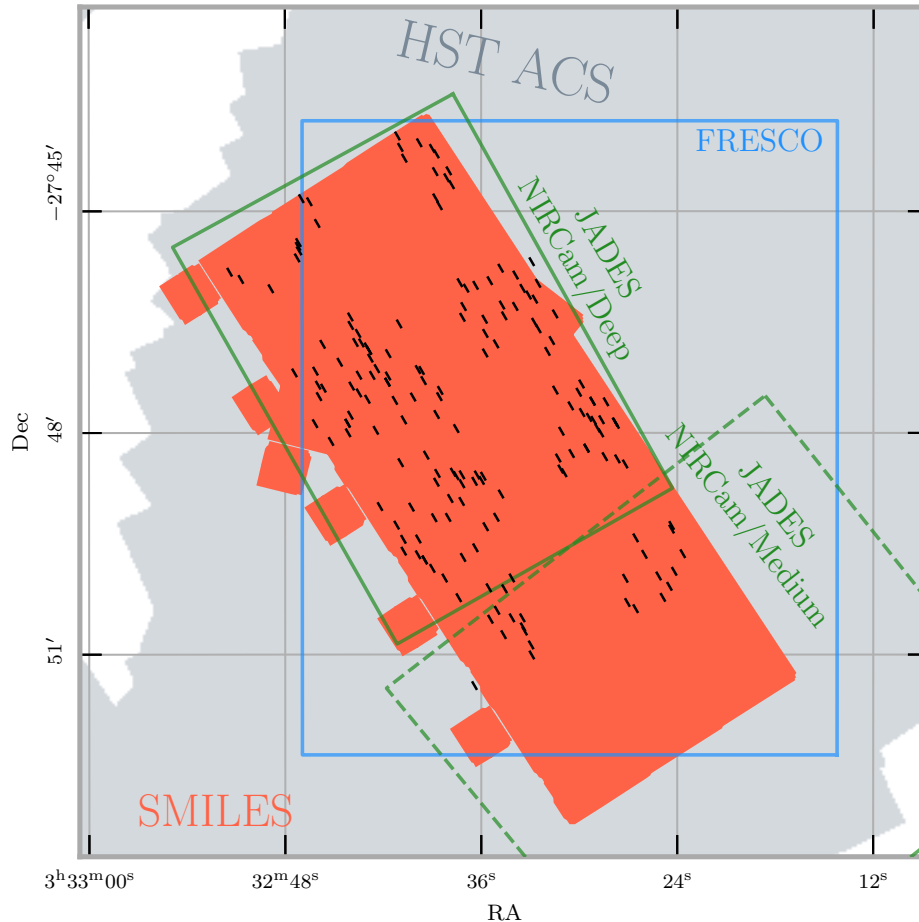 HST ACS
FRESCO
−27°45′
JADES
NIRCam/Deep
Dec
48′
JADES
NIRCam/Medium
51′
SMILES
3ʰ33ᵐ00ˢ
32ᵐ48ˢ
36ˢ
24ˢ
12ˢ
RA